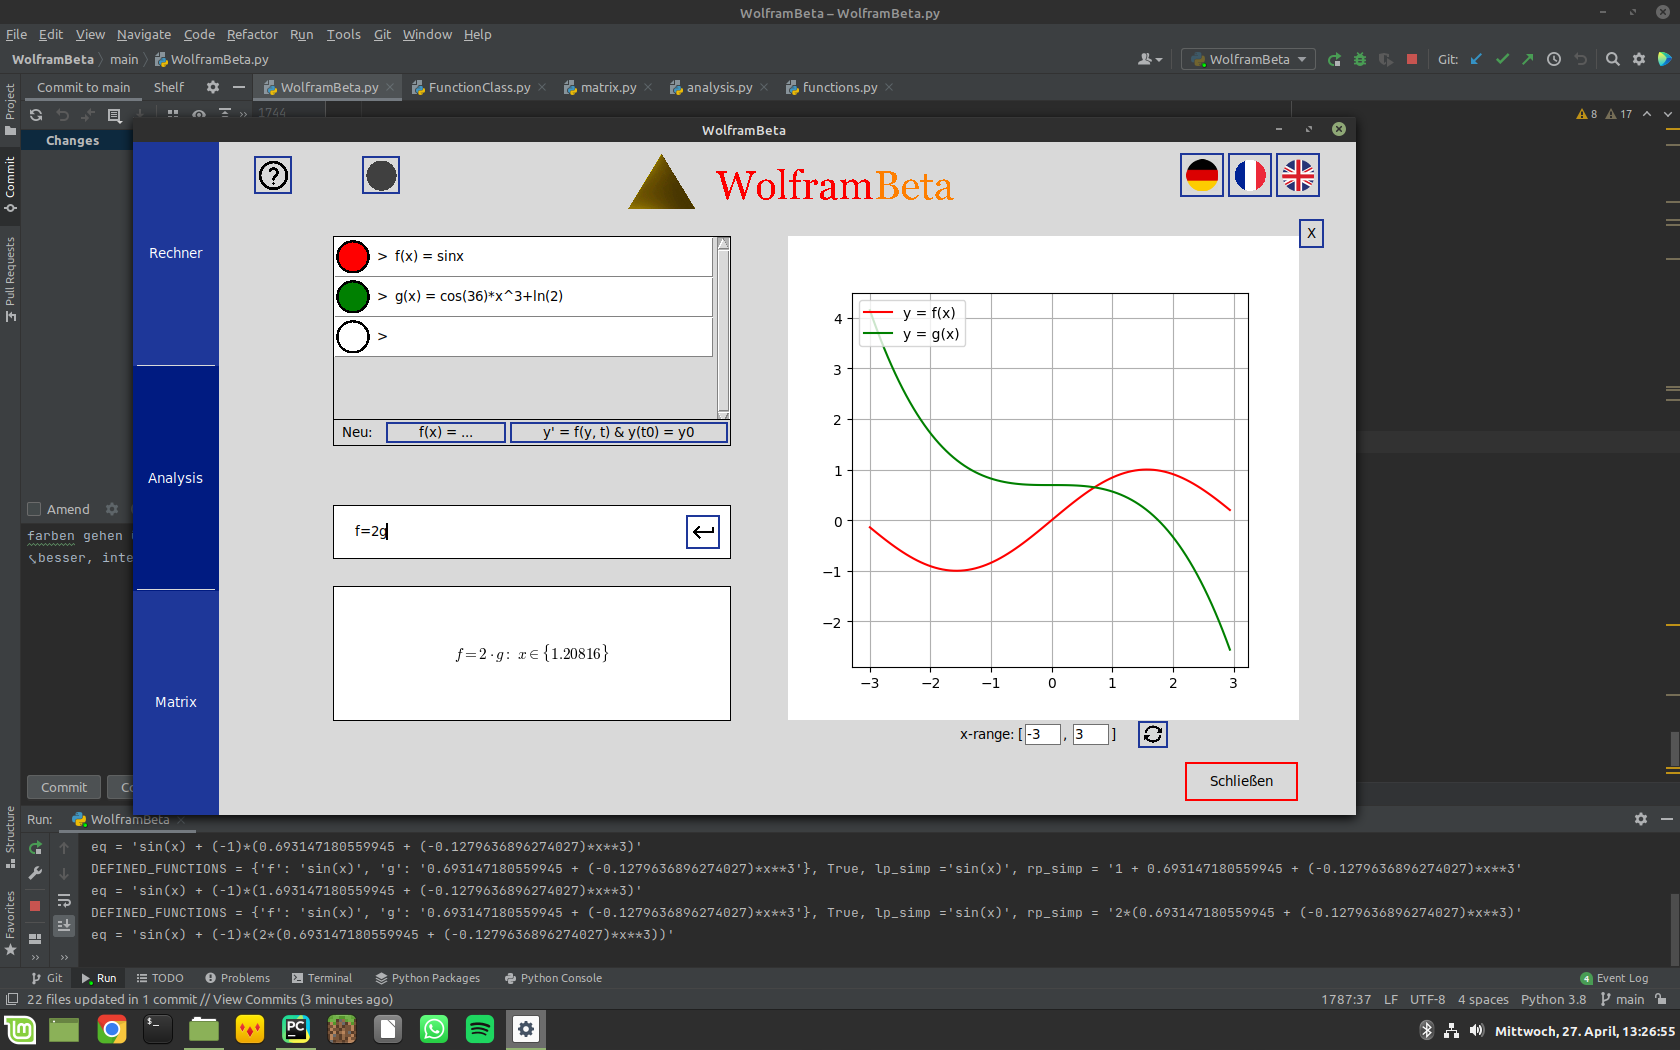 WolframBeta – WolframBeta.py
File Edit View Navigate Code Refactor Run Tools Git Window Help
WolframBeta main WolframBeta.py
WolframBeta Git:
Commit to main Shelf WolframBeta.py FunctionClass.py matrix.py analysis.py functions.py
Project
1744
8 17
Changes
Commit
Pull Requests
WolframBeta
?
WolframBeta
X
Rechner
Analysis
Matrix
> f(x) = sinx
> g(x) = cos(36)*x^3+ln(2)
>
Neu: f(x) = ... y' = f(y, t) & y(t0) = y0
f=2g
f = 2 · g : x ∈ {1.20816}
y = f(x)
y = g(x)
4
3
2
1
0
−1
−2
−3 −2 −1 0 1 2 3
x-range: [ -3 , 3 ]
Schließen
Amend
farben gehen
besser, inte
Commit
Run: WolframBeta
Structure
Favorites
eq = 'sin(x) + (-1)*(0.693147180559945 + (-0.1279636896274027)*x**3)'
DEFINED_FUNCTIONS = {'f': 'sin(x)', 'g': '0.693147180559945 + (-0.1279636896274027)*x**3'}, True, lp_simp ='sin(x)', rp_simp = '1 + 0.693147180559945 + (-0.1279636896274027)*x**3'
eq = 'sin(x) + (-1)*(1.693147180559945 + (-0.1279636896274027)*x**3)'
DEFINED_FUNCTIONS = {'f': 'sin(x)', 'g': '0.693147180559945 + (-0.1279636896274027)*x**3'}, True, lp_simp ='sin(x)', rp_simp = '2*(0.693147180559945 + (-0.1279636896274027)*x**3)'
eq = 'sin(x) + (-1)*(2*(0.693147180559945 + (-0.1279636896274027)*x**3))'
Git Run TODO Problems Terminal Python Packages Python Console 4 Event Log
22 files updated in 1 commit // View Commits (3 minutes ago) 1787:37 LF UTF-8 4 spaces Python 3.8 main
PC
Mittwoch, 27. April, 13:26:55